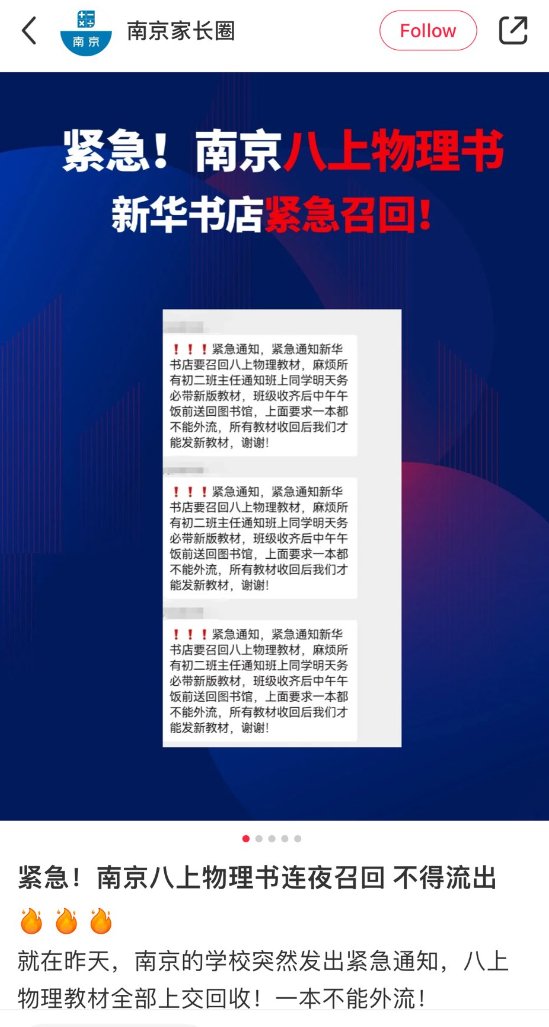 南京
南京家长圈
Follow
紧急！南京八上物理书
新华书店紧急召回！
！！！紧急通知，紧急通知新华
书店要召回八上物理教材，麻烦所
有初二班主任通知班上同学明天务
必带新版教材，班级收齐后中午午
饭前送回图书馆，上面要求一本都
不能外流，所有教材收回后我们才
能发新教材，谢谢！
！！！紧急通知，紧急通知新华
书店要召回八上物理教材，麻烦所
有初二班主任通知班上同学明天务
必带新版教材，班级收齐后中午午
饭前送回图书馆，上面要求一本都
不能外流，所有教材收回后我们才
能发新教材，谢谢！
！！！紧急通知，紧急通知新华
书店要召回八上物理教材，麻烦所
有初二班主任通知班上同学明天务
必带新版教材，班级收齐后中午午
饭前送回图书馆，上面要求一本都
不能外流，所有教材收回后我们才
能发新教材，谢谢！
紧急！南京八上物理书连夜召回 不得流出
🔥🔥🔥
就在昨天，南京的学校突然发出紧急通知，八上
物理教材全部上交回收！一本不能外流！